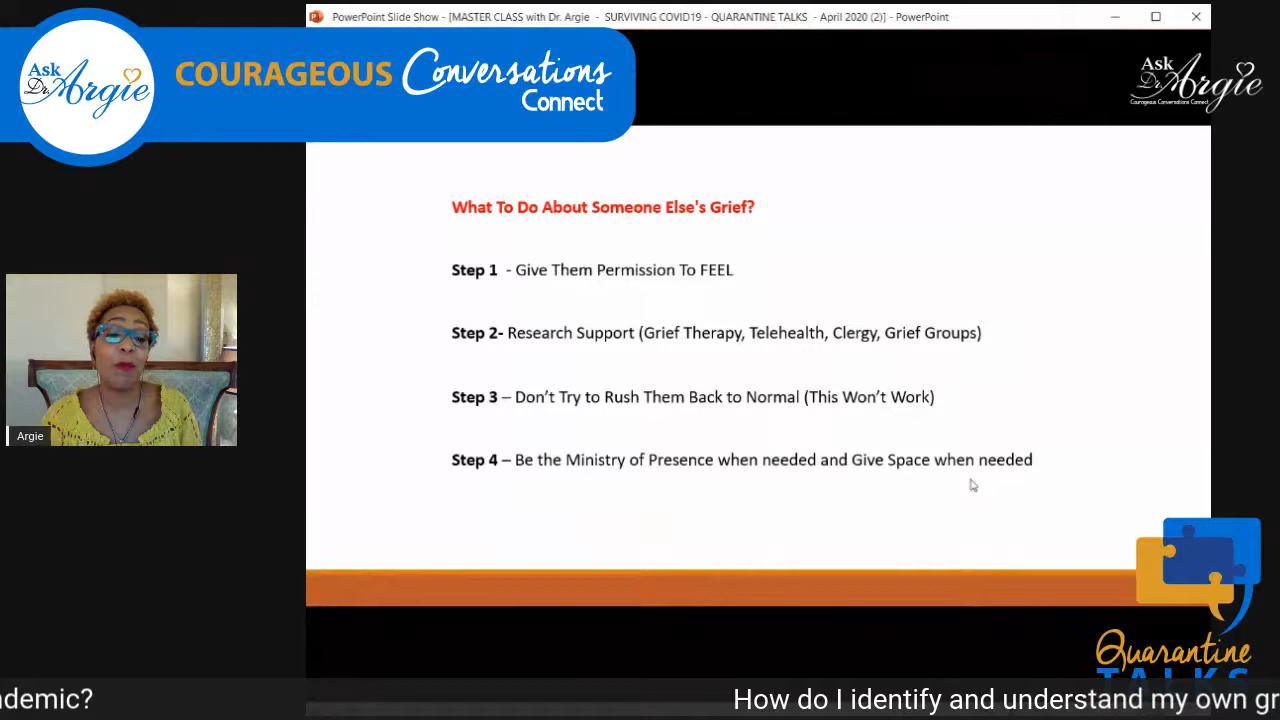 PowerPoint Slide Show - [MASTER CLASS with Dr. Argie - SURVIVING COVID19 - QUARANTINE TALKS - April 2020 (2)] - PowerPoint
Ask
Dr. Argie
COURAGEOUS Conversations
Connect
Ask
Dr. Argie
Courageous Conversations Connect
What To Do About Someone Else's Grief?
Step 1 - Give Them Permission To FEEL
Step 2- Research Support (Grief Therapy, Telehealth, Clergy, Grief Groups)
Step 3 – Don't Try to Rush Them Back to Normal (This Won't Work)
Step 4 – Be the Ministry of Presence when needed and Give Space when needed
Argie
Quarantine
TALKS
demic? How do I identify and understand my own gr